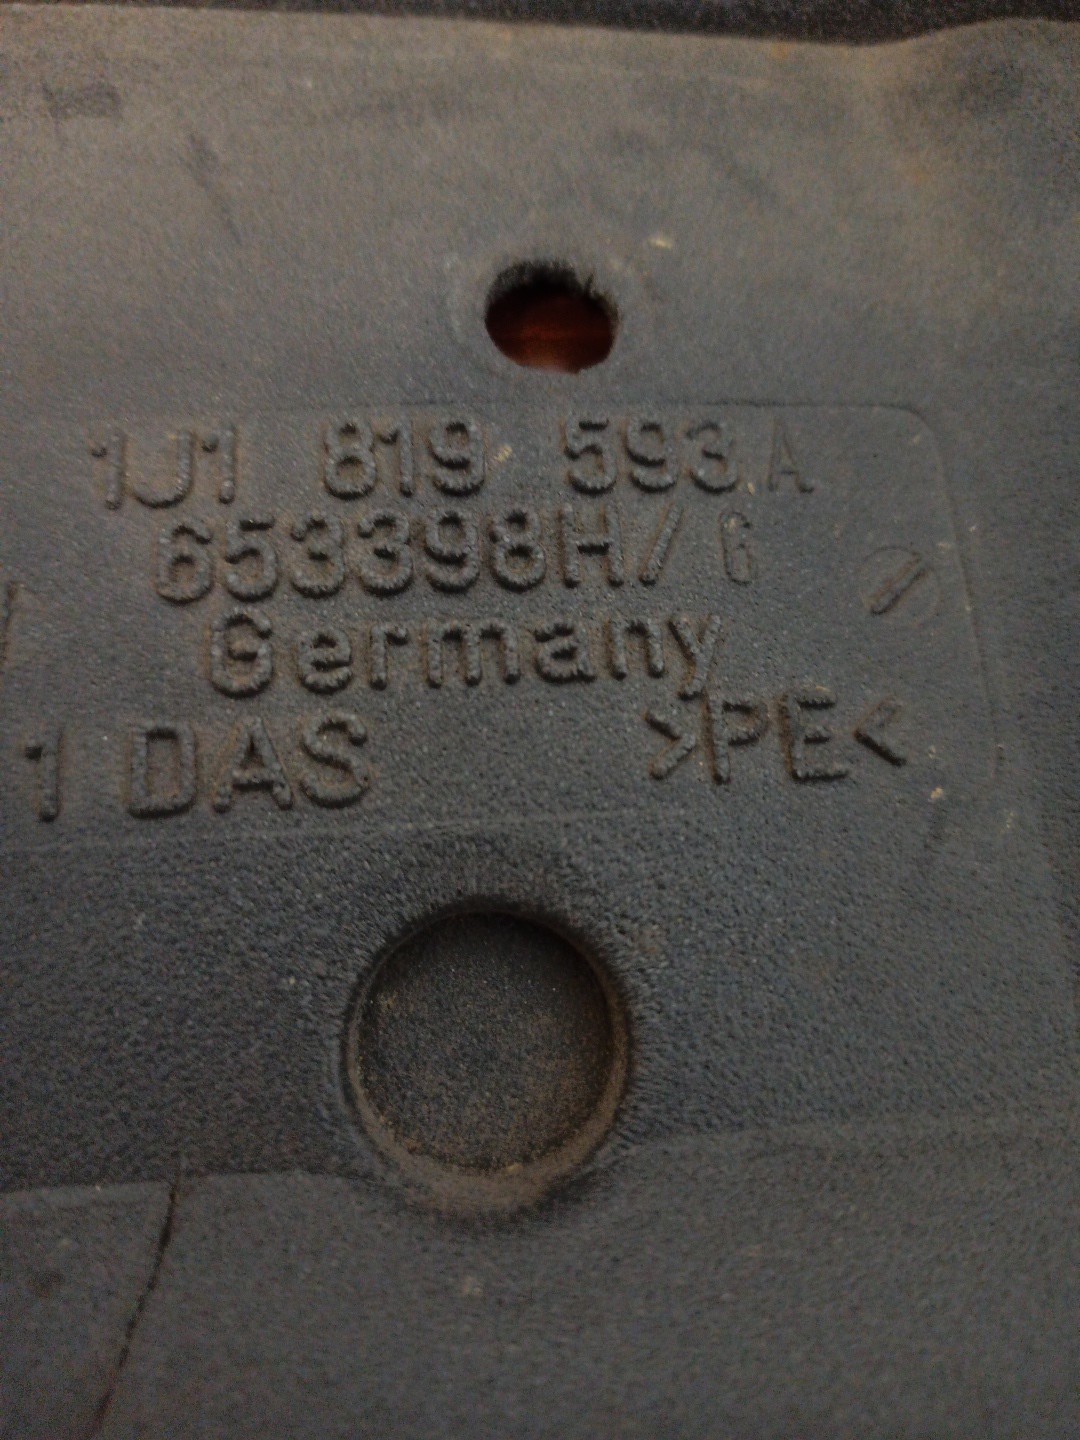 1J1 819 593 A
653398H/ 6
Germany
1 DAS >PE<